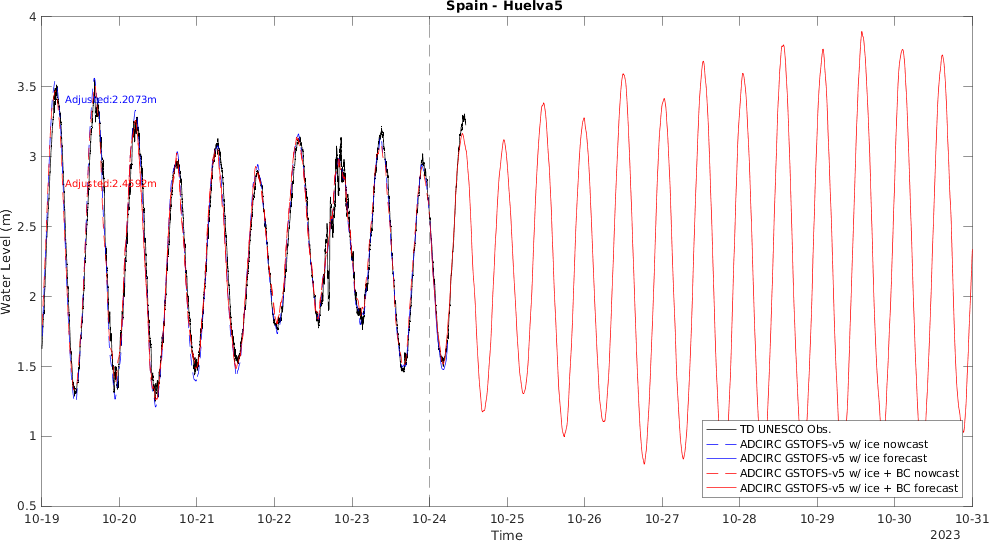 Spain - Huelva5
4
3.5
3
2.5
2
1.5
1
0.5
Water Level (m)
Adjusted:2.2073m
TD UNESCO Obs.
ADCIRC GSTOFS-v5 w/ ice nowcast
ADCIRC GSTOFS-v5 w/ ice forecast
ADCIRC GSTOFS-v5 w/ ice + BC nowcast
ADCIRC GSTOFS-v5 w/ ice + BC forecast
10-19 10-20 10-21 10-22 10-23 10-24 10-25 10-26 10-27 10-28 10-29 10-30 10-31
Time
2023